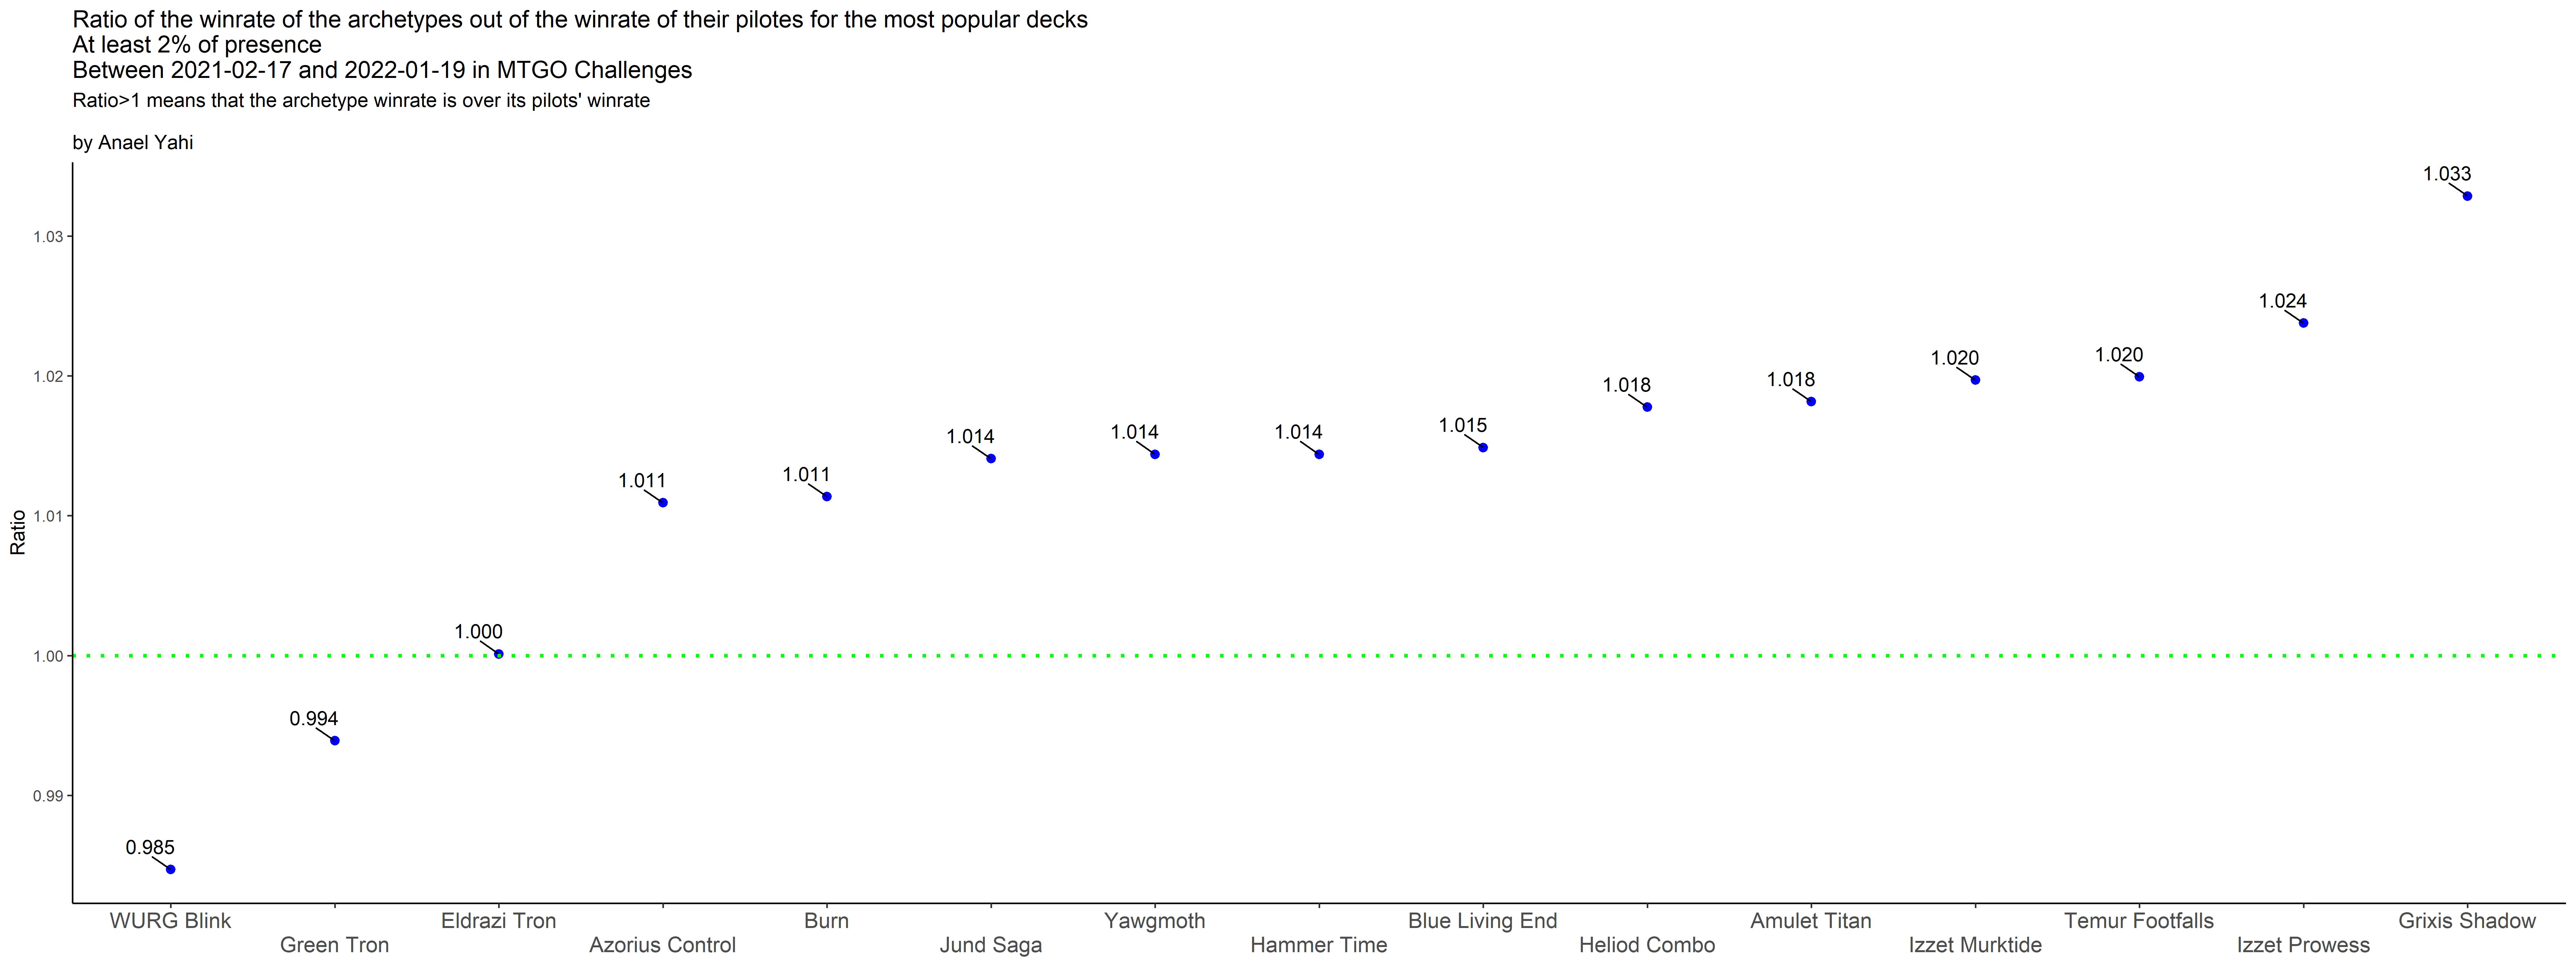 Ratio of the winrate of the archetypes out of the winrate of their pilotes for the most popular decks
At least 2% of presence
Between 2021-02-17 and 2022-01-19 in MTGO Challenges
Ratio>1 means that the archetype winrate is over its pilots' winrate
by Anael Yahi
1.033
1.03
1.024
1.02
1.020
1.020
1.018
1.018
1.015
1.014
1.014
1.014
1.011
1.011
1.01
Ratio
1.000
1.00
0.994
0.99
0.985
WURG Blink
Green Tron
Eldrazi Tron
Azorius Control
Burn
Jund Saga
Yawgmoth
Hammer Time
Blue Living End
Heliod Combo
Amulet Titan
Izzet Murktide
Temur Footfalls
Izzet Prowess
Grixis Shadow